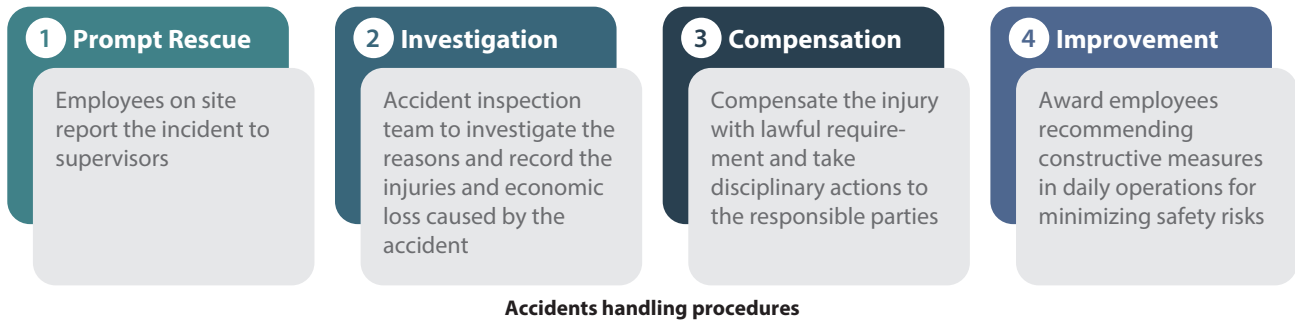 1 Prompt Rescue
Employees on site
report the incident to
supervisors
2 Investigation
Accident inspection
team to investigate the
reasons and record the
injuries and economic
loss caused by the
accident
3 Compensation
Compensate the injury
with lawful require-
ment and take
disciplinary actions to
the responsible parties
4 Improvement
Award employees
recommending
constructive measures
in daily operations for
minimizing safety risks
Accidents handling procedures